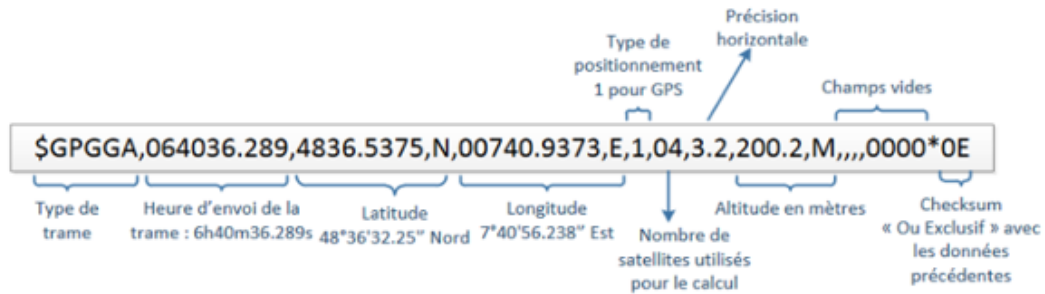 Précision
horizontale
Type de
positionnement
1 pour GPS
Champs vides
$GPGGA,064036.289,4836.5375,N,00740.9373,E,1,04,3.2,200.2,M,,,,0000*0E
Type de
trame
Heure d'envoi de la
trame : 6h40m36.289s
Latitude
48°36'32.25" Nord
Longitude
7°40'56.238" Est
Nombre de
satellites utilisés
pour le calcul
Altitude en mètres
Checksum
« Ou Exclusif » avec
les données
précédentes